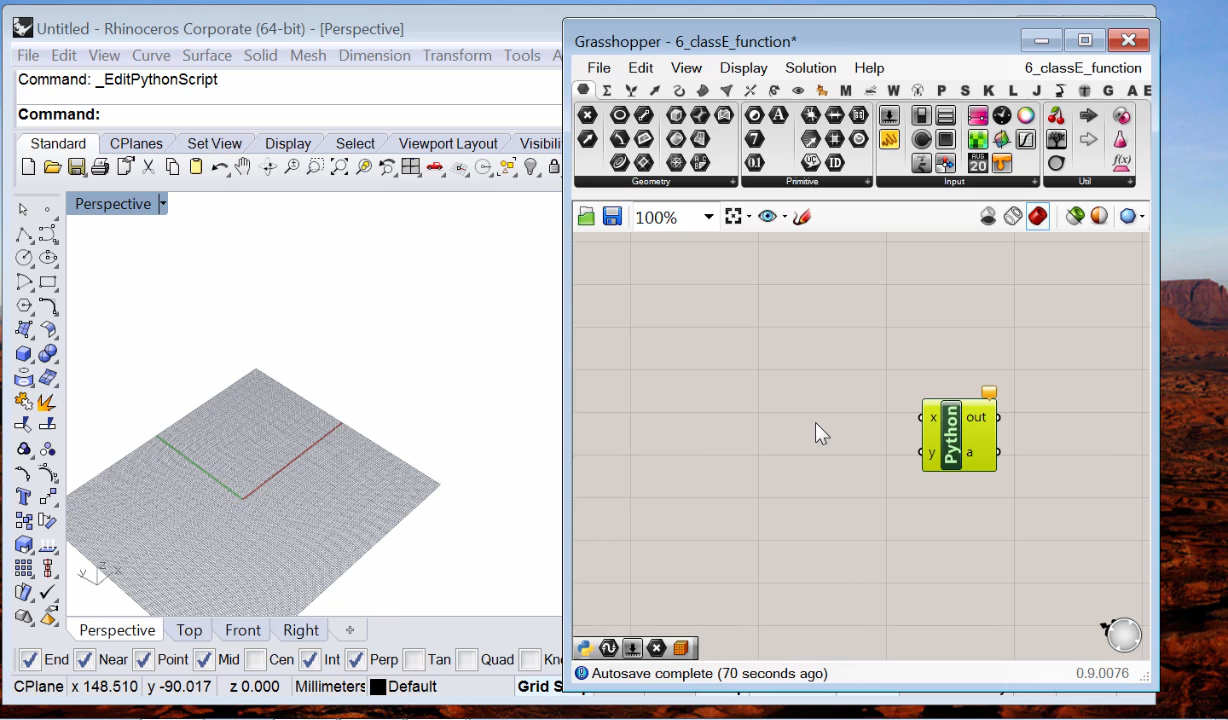 Untitled - Rhinoceros Corporate (64-bit) - [Perspective]
File Edit View Curve Surface Solid Mesh Dimension Transform Tools A
Command: _EditPythonScript
Command:
Standard CPlanes Set View Display Select Viewport Layout Visibili
Perspective
z
y x
Perspective Top Front Right
End Near Point Mid Cen Int Perp Tan Quad Kn
CPlane x 148.510 y -90.017 z 0.000 Millimeters Default Grid S
Grasshopper - 6_classE_function*
File Edit View Display Solution Help 6_classE_function
M W P S K L J G A E
Geometry Primitive Input Util
100%
x Python out
y a
Autosave complete (70 seconds ago) 0.9.0076